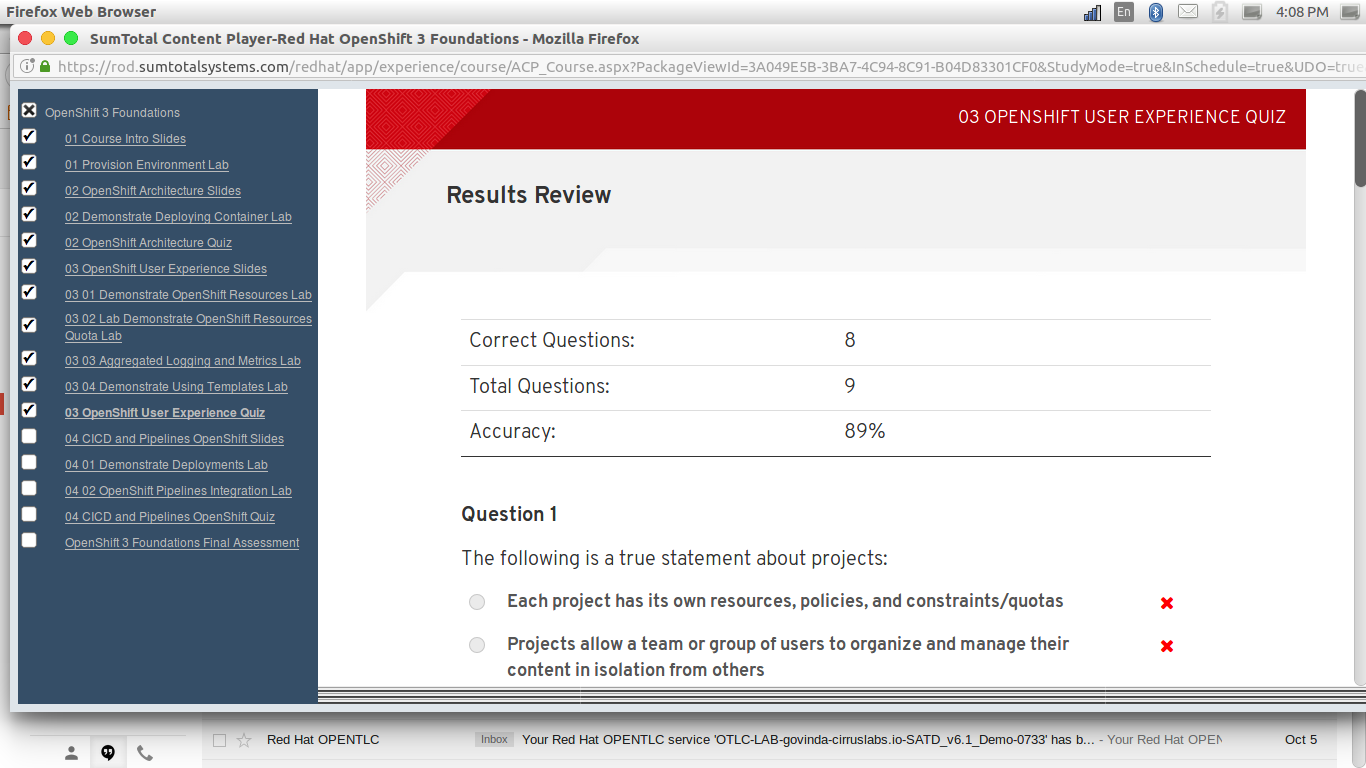 Firefox Web Browser
En
4:08 PM
SumTotal Content Player-Red Hat OpenShift 3 Foundations - Mozilla Firefox
https://rod.sumtotalsystems.com/redhat/app/experience/course/ACP_Course.aspx?PackageViewId=3A049E5B-3BA7-4C94-8C91-B04D83301CF0&StudyMode=true&InSchedule=true&UDO=true
OpenShift 3 Foundations
01 Course Intro Slides
01 Provision Environment Lab
02 OpenShift Architecture Slides
02 Demonstrate Deploying Container Lab
02 OpenShift Architecture Quiz
03 OpenShift User Experience Slides
03 01 Demonstrate OpenShift Resources Lab
03 02 Lab Demonstrate OpenShift Resources
Quota Lab
03 03 Aggregated Logging and Metrics Lab
03 04 Demonstrate Using Templates Lab
03 OpenShift User Experience Quiz
04 CICD and Pipelines OpenShift Slides
04 01 Demonstrate Deployments Lab
04 02 OpenShift Pipelines Integration Lab
04 CICD and Pipelines OpenShift Quiz
OpenShift 3 Foundations Final Assessment
03 OPENSHIFT USER EXPERIENCE QUIZ
Results Review
Correct Questions: 8
Total Questions: 9
Accuracy: 89%
Question 1
The following is a true statement about projects:
Each project has its own resources, policies, and constraints/quotas
Projects allow a team or group of users to organize and manage their
content in isolation from others
Red Hat OPENTLC Inbox Your Red Hat OPENTLC service 'OTLC-LAB-govinda-cirruslabs.io-SATD_v6.1_Demo-0733' has b... - Your Red Hat OPEN Oct 5